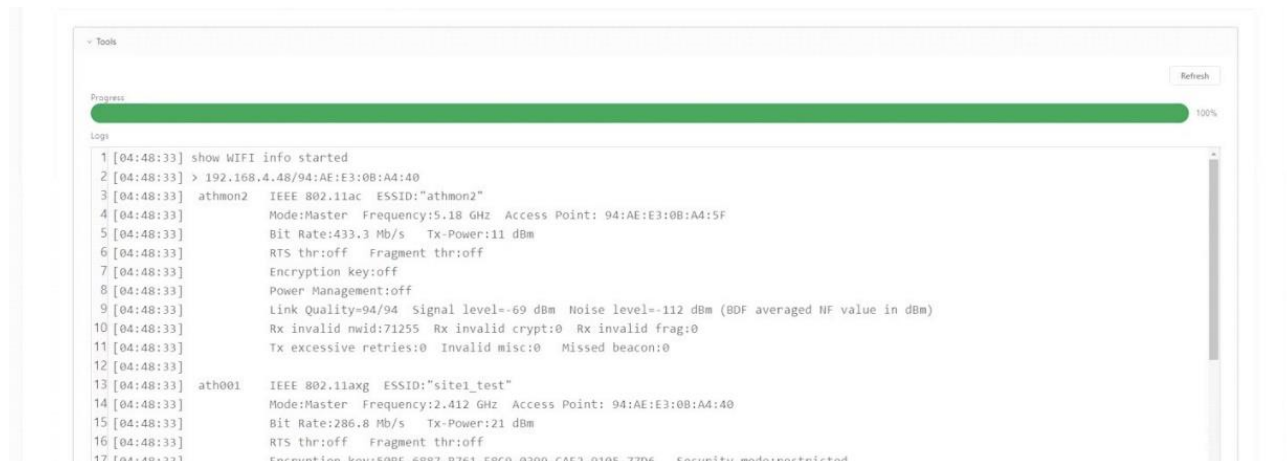 Tools
Refresh
Progress
100%
Logs
1 [04:48:33] show WIFI info started
2 [04:48:33] > 192.168.4.48/94:AE:E3:0B:A4:40
3 [04:48:33] athmon2 IEEE 802.11ac ESSID:"athmon2"
4 [04:48:33] Mode:Master Frequency:5.18 GHz Access Point: 94:AE:E3:0B:A4:5F
5 [04:48:33] Bit Rate:433.3 Mb/s Tx-Power:11 dBm
6 [04:48:33] RTS thr:off Fragment thr:off
7 [04:48:33] Encryption key:off
8 [04:48:33] Power Management:off
9 [04:48:33] Link Quality=94/94 Signal level=-69 dBm Noise level=-112 dBm (BDF averaged NF value in dBm)
10 [04:48:33] Rx invalid nwid:71255 Rx invalid crypt:0 Rx invalid frag:0
11 [04:48:33] Tx excessive retries:0 Invalid misc:0 Missed beacon:0
12 [04:48:33]
13 [04:48:33] ath001 IEEE 802.11axg ESSID:"site1_test"
14 [04:48:33] Mode:Master Frequency:2.412 GHz Access Point: 94:AE:E3:0B:A4:40
15 [04:48:33] Bit Rate:286.8 Mb/s Tx-Power:21 dBm
16 [04:48:33] RTS thr:off Fragment thr:off
17 [04:48:33] Encryption Security mode:restricted